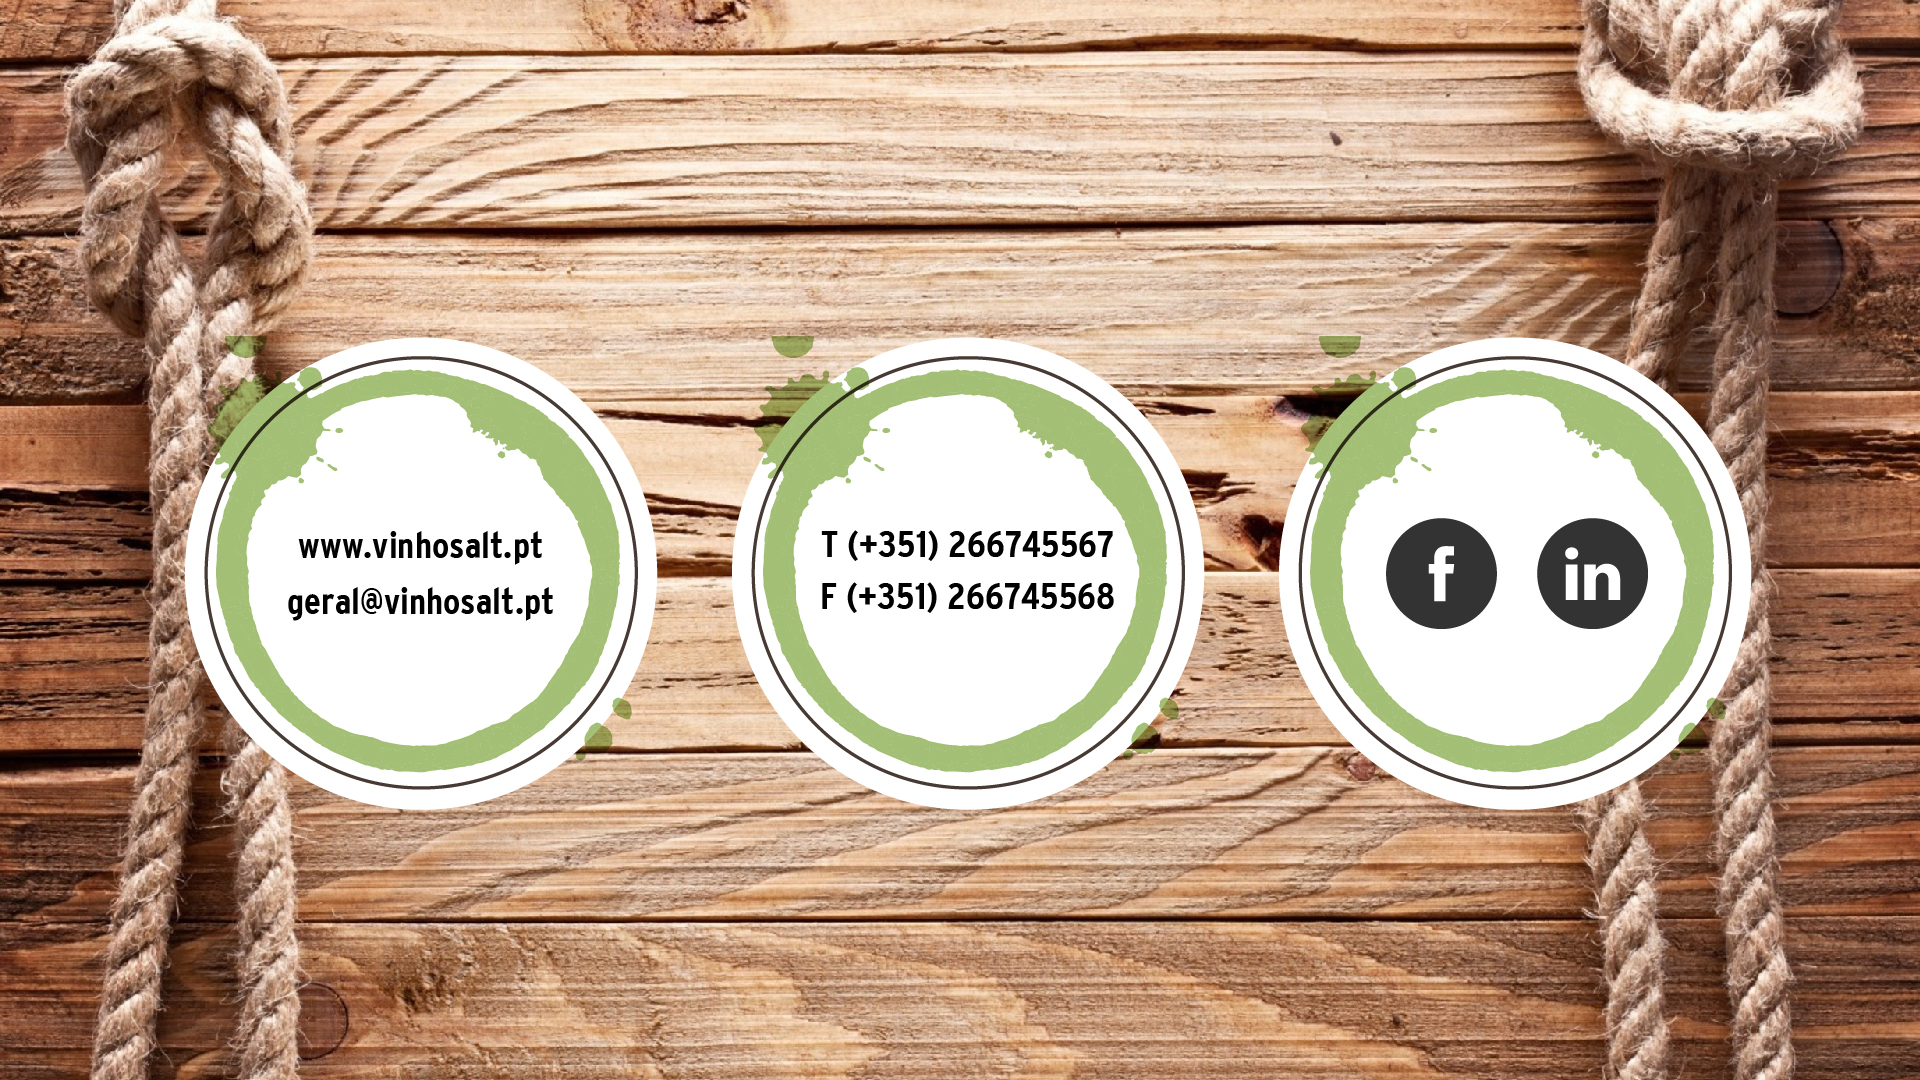 www.vinhosalt.pt
geral@vinhosalt.pt
T (+351) 266745567
F (+351) 266745568
f
in